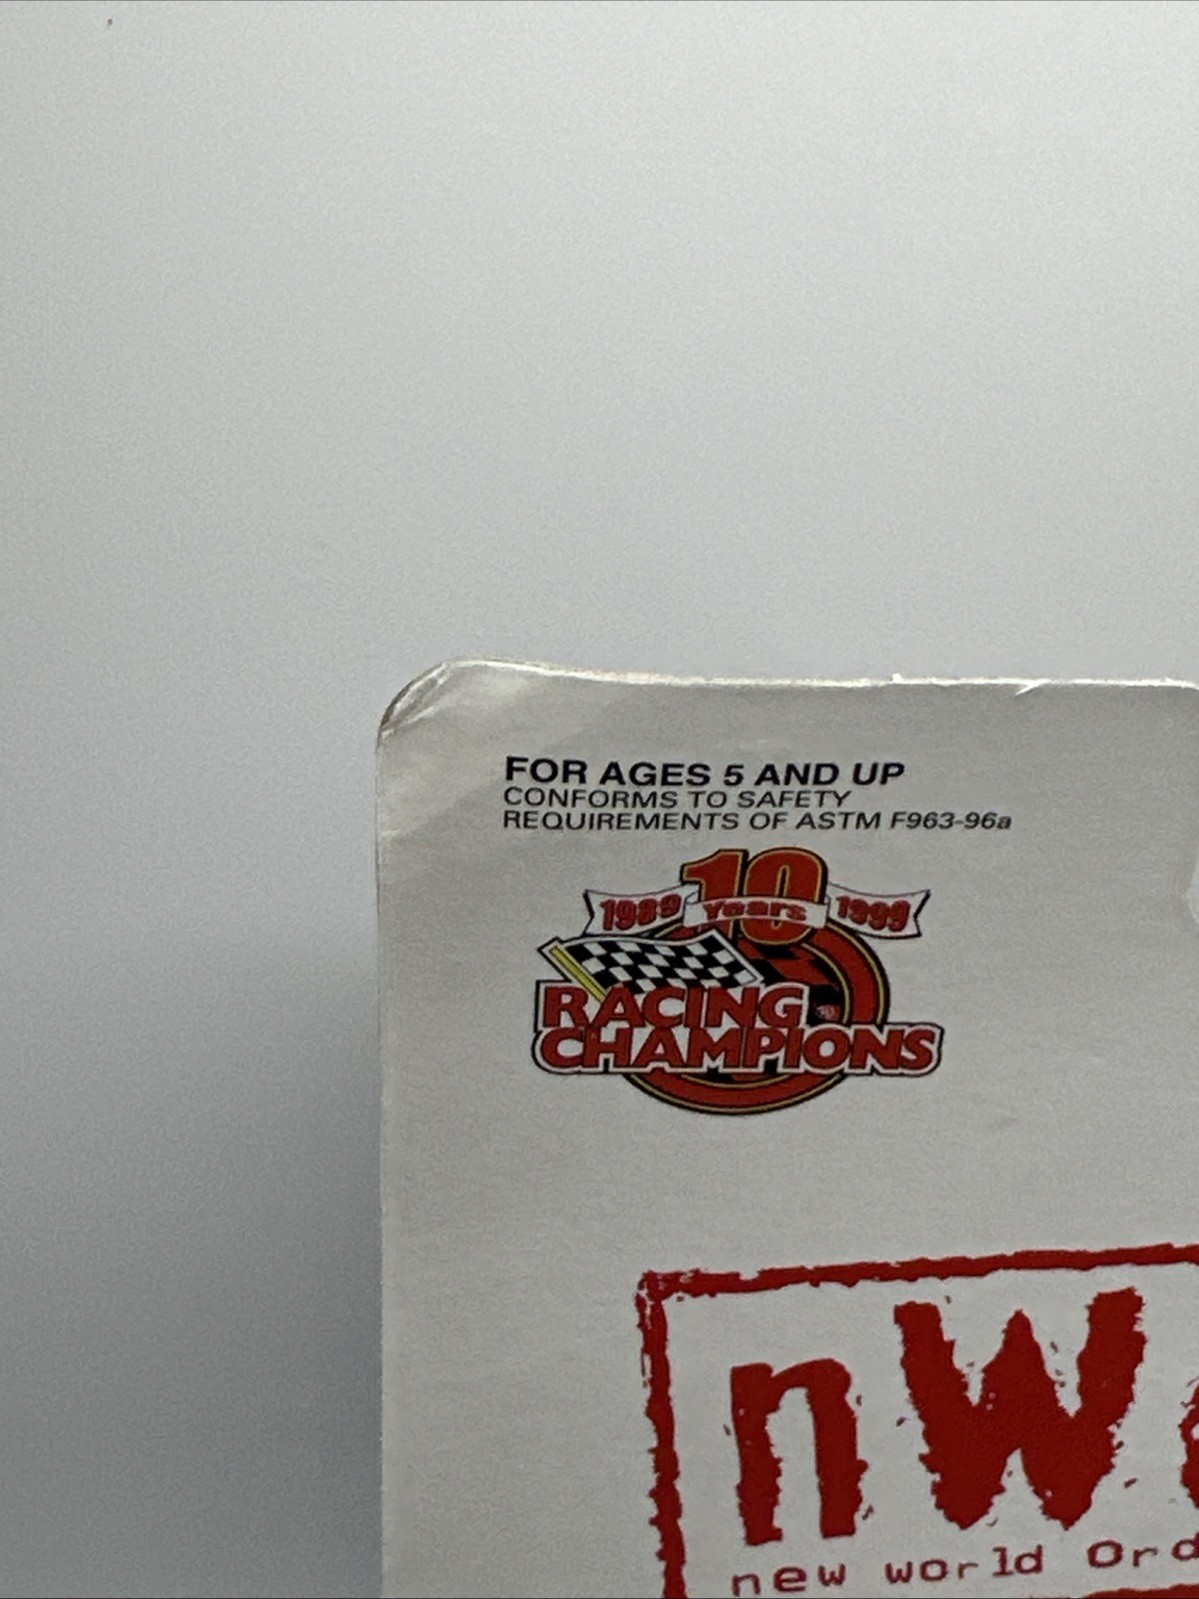 FOR AGES 5 AND UP
CONFORMS TO SAFETY
REQUIREMENTS OF ASTM F963-96a
10
1989 Years 1999
RACING
CHAMPIONS
nW
new world Ord